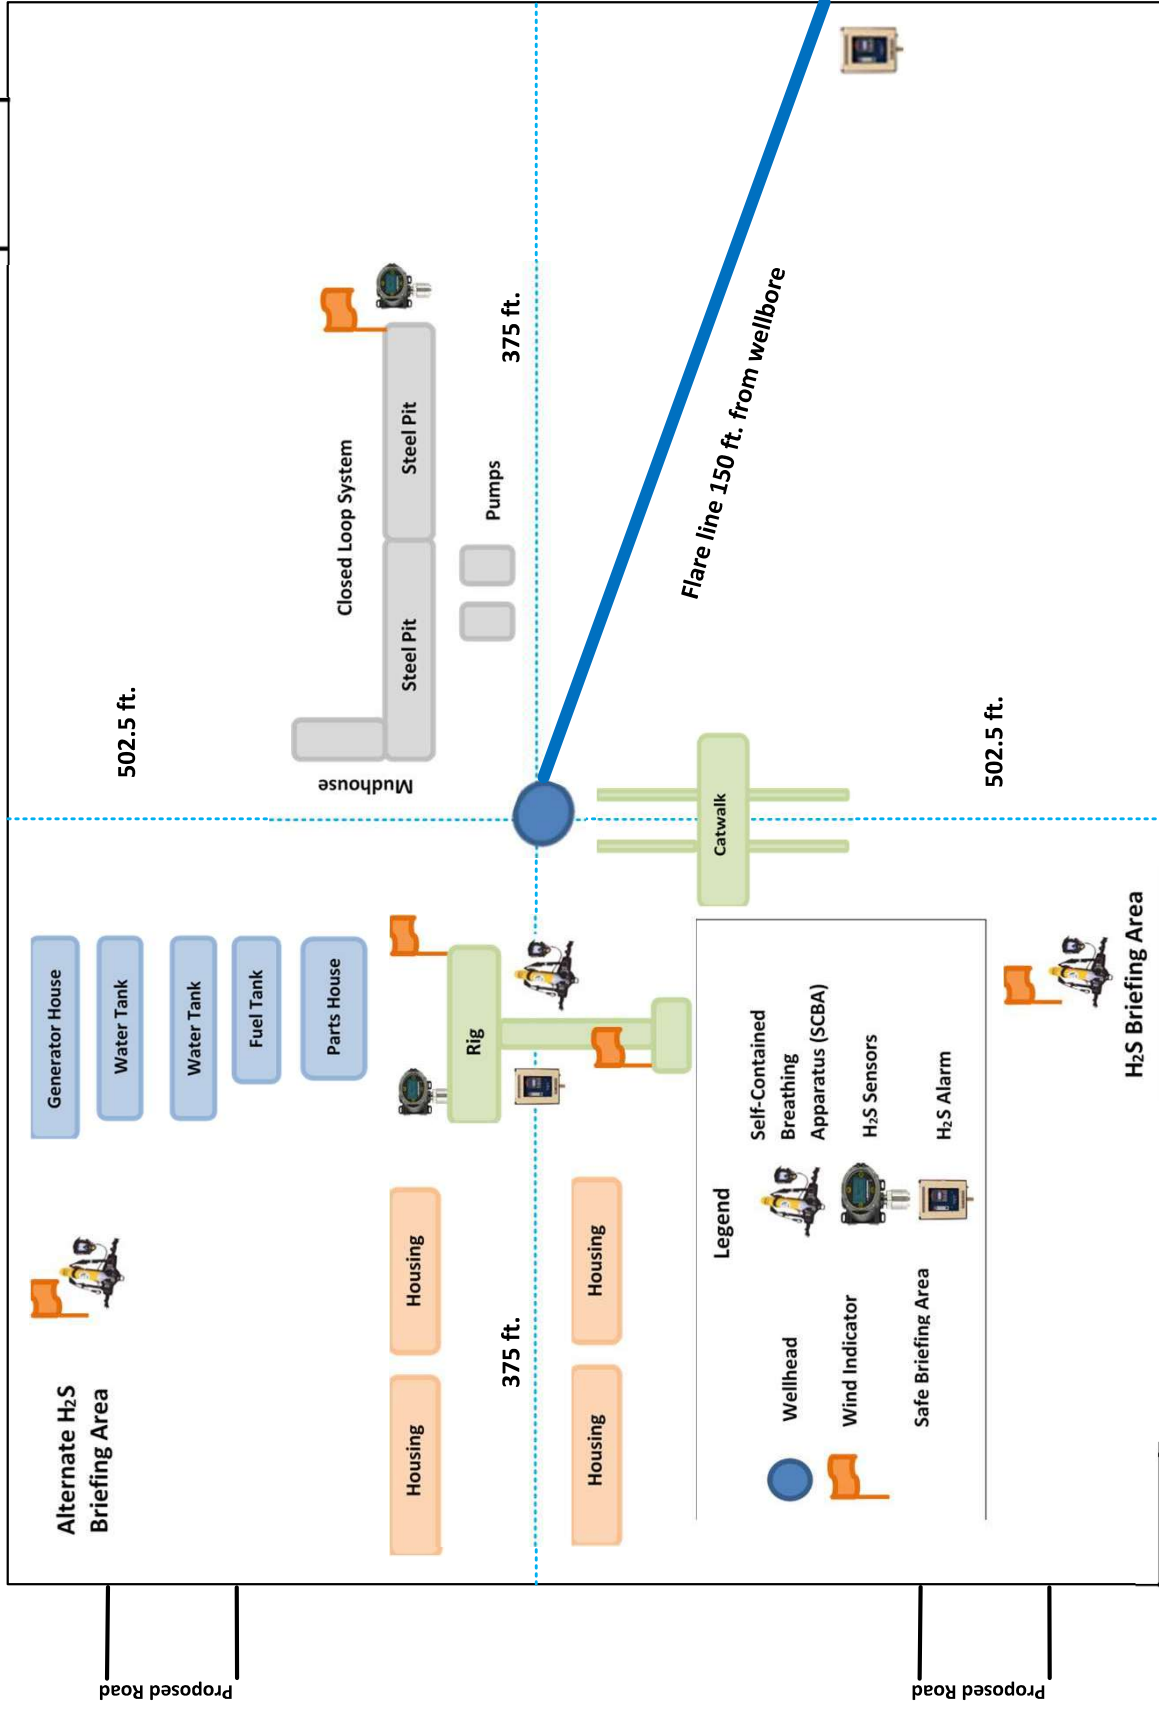 Alternate H₂S
Briefing Area
Generator House
Water Tank
Water Tank
Fuel Tank
Parts House
502.5 ft.
Mudhouse
Closed Loop System
Steel Pit
Steel Pit
Pumps
375 ft.
Housing
Housing
Rig
375 ft.
Housing
Housing
Flare line 150 ft. from wellbore
Catwalk
Legend
Wellhead
Wind Indicator
Safe Briefing Area
Self-Contained
Breathing
Apparatus (SCBA)
H₂S Sensors
H₂S Alarm
502.5 ft.
H₂S Briefing Area
Proposed Road
Proposed Road